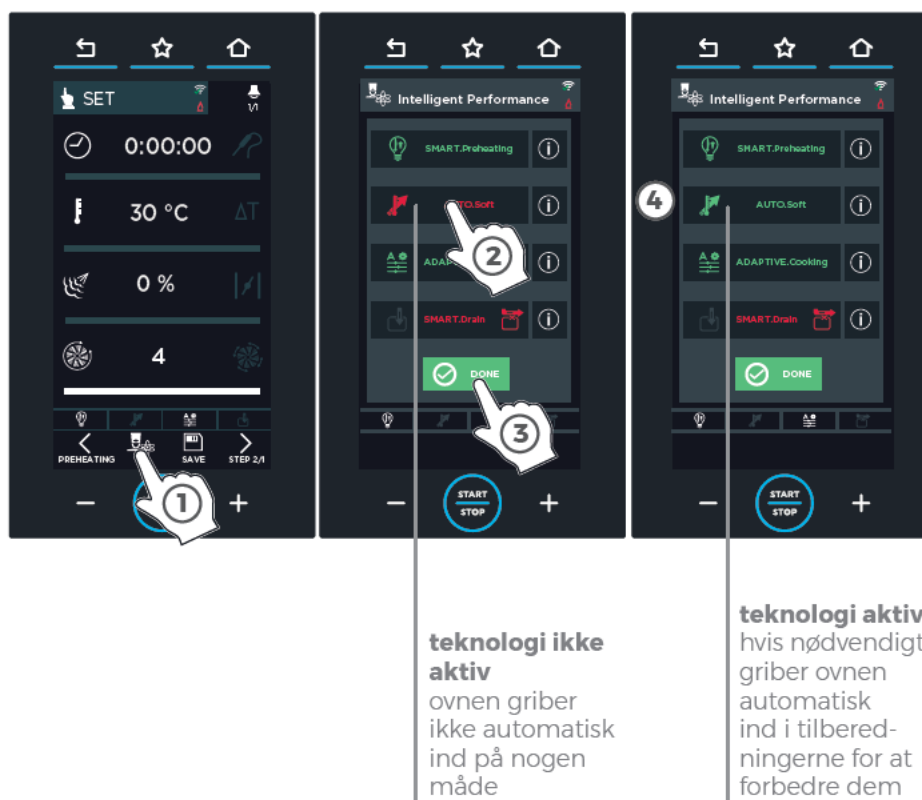 SET
1/1
0:00:00
30 °C
ΔT
0 %
4
PREHEATING
SAVE
STEP 2/1
1
Intelligent Performance
SMART.Preheating
TO.Soft
2
ADAP
SMART.Drain
DONE
3
START
STOP
Intelligent Performance
SMART.Preheating
4
AUTO.Soft
ADAPTIVE.Cooking
SMART.Drain
DONE
START
STOP
teknologi ikke
aktiv
ovnen griber
ikke automatisk
ind på nogen
måde
teknologi aktiv
hvis nødvendigt
griber ovnen
automatisk
ind i tilbered-
ningerne for at
forbedre dem